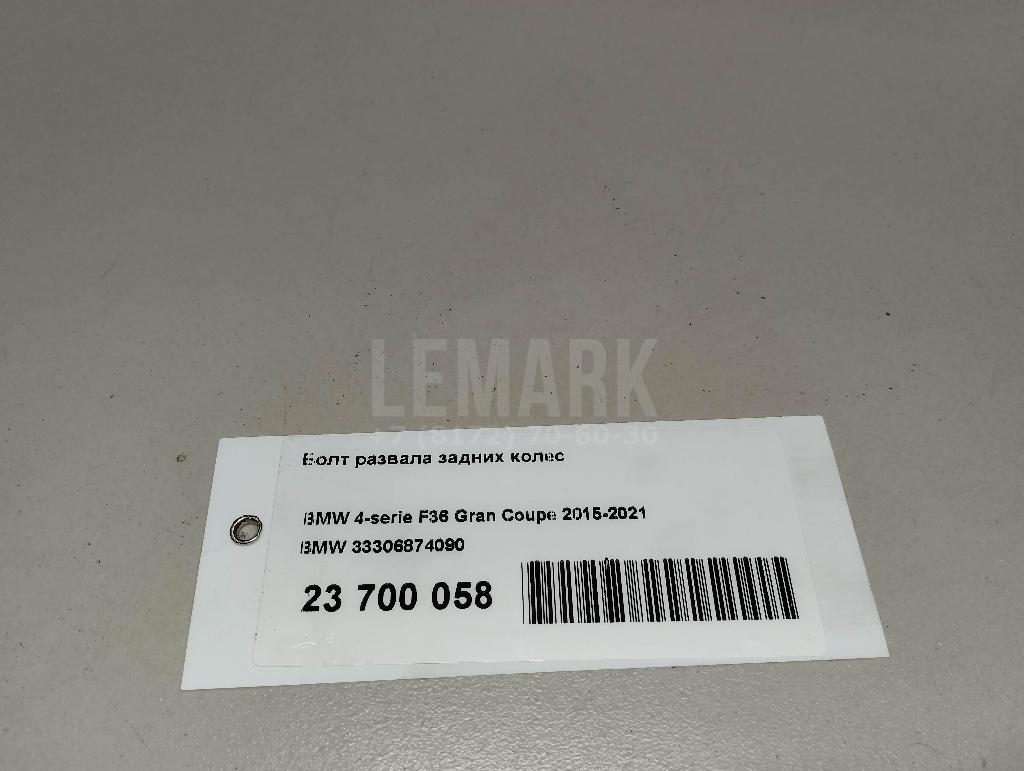 LEMARK
+7 (8172) 70-60-30
Болт развала задних колес
BMW 4-serie F36 Gran Coupe 2015-2021
BMW 33306874090
23 700 058